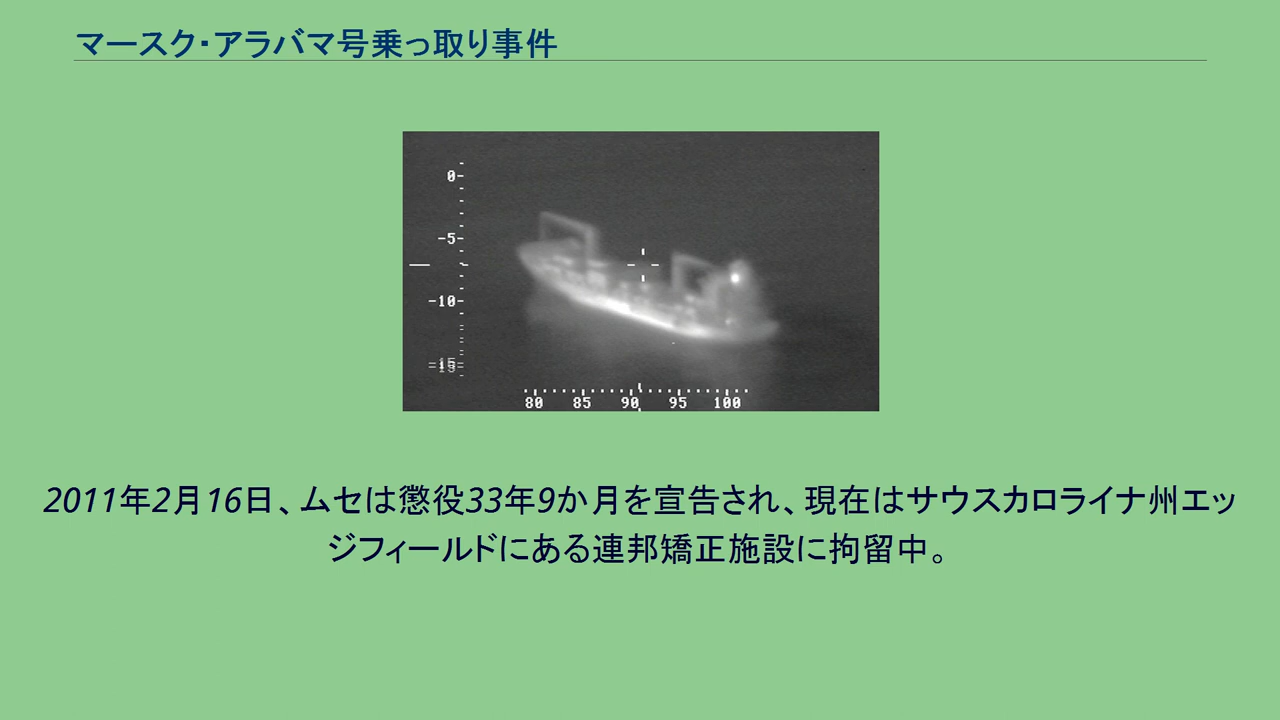 マースク・アラバマ号乗っ取り事件
0-
-5-
-10-
80 85 90 95 100
2011年2月16日、ムセは懲役33年9か月を宣告され、現在はサウスカロライナ州エッ
ジフィールドにある連邦矯正施設に拘留中。